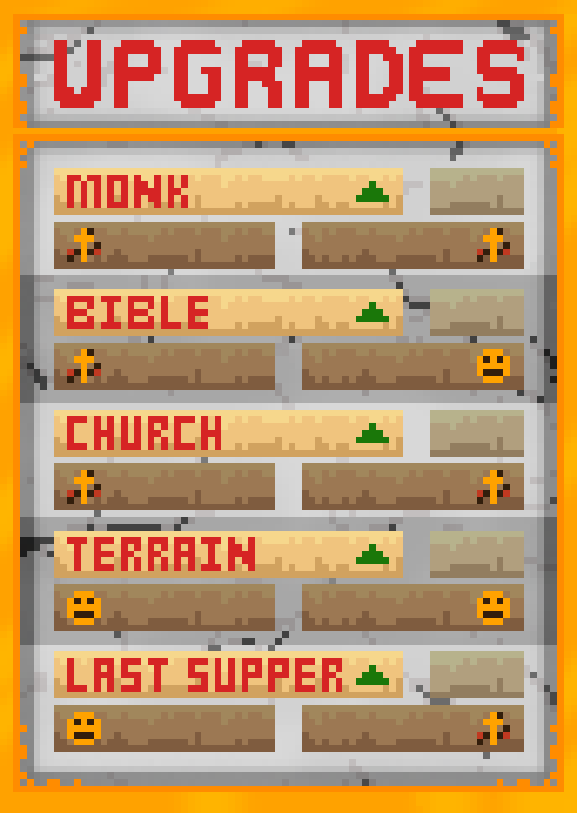 UPGRADES
MONK
BIBLE
CHURCH
TERRAIN
LAST SUPPER